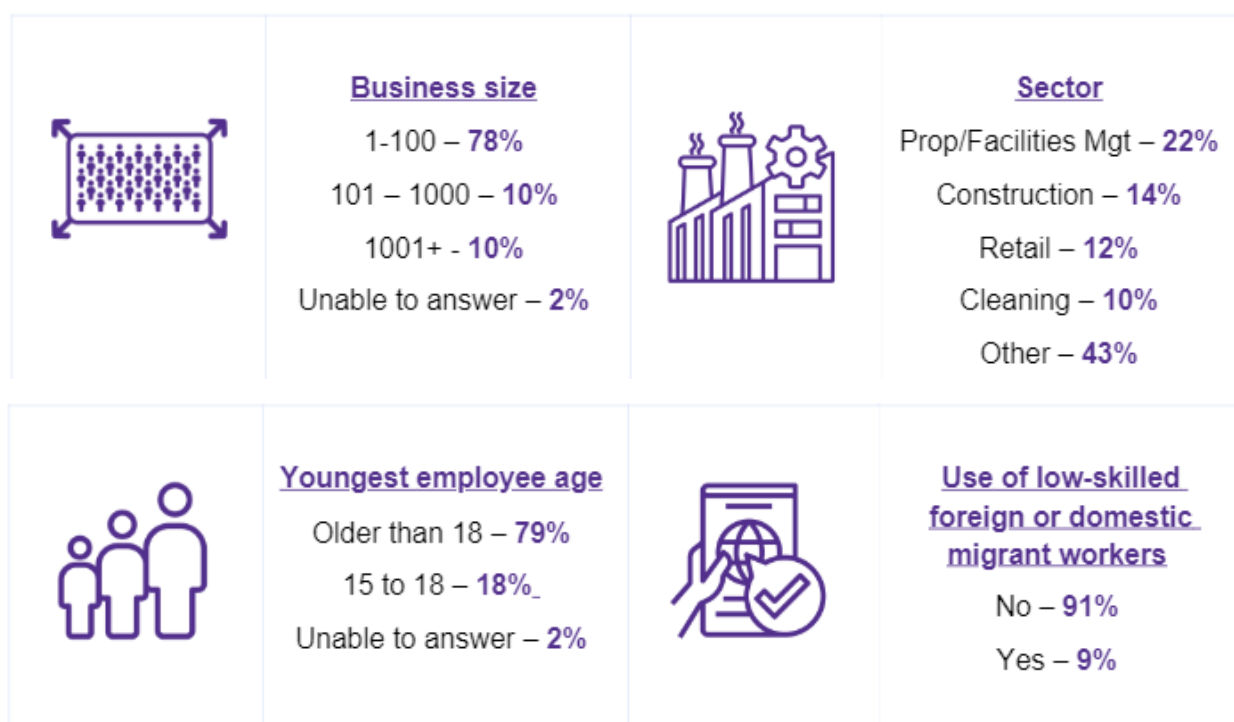 Business size
1-100 – 78%
101 – 1000 – 10%
1001+ - 10%
Unable to answer – 2%
Sector
Prop/Facilities Mgt – 22%
Construction – 14%
Retail – 12%
Cleaning – 10%
Other – 43%
Youngest employee age
Older than 18 – 79%
15 to 18 – 18%
Unable to answer – 2%
Use of low-skilled
foreign or domestic
migrant workers
No – 91%
Yes – 9%